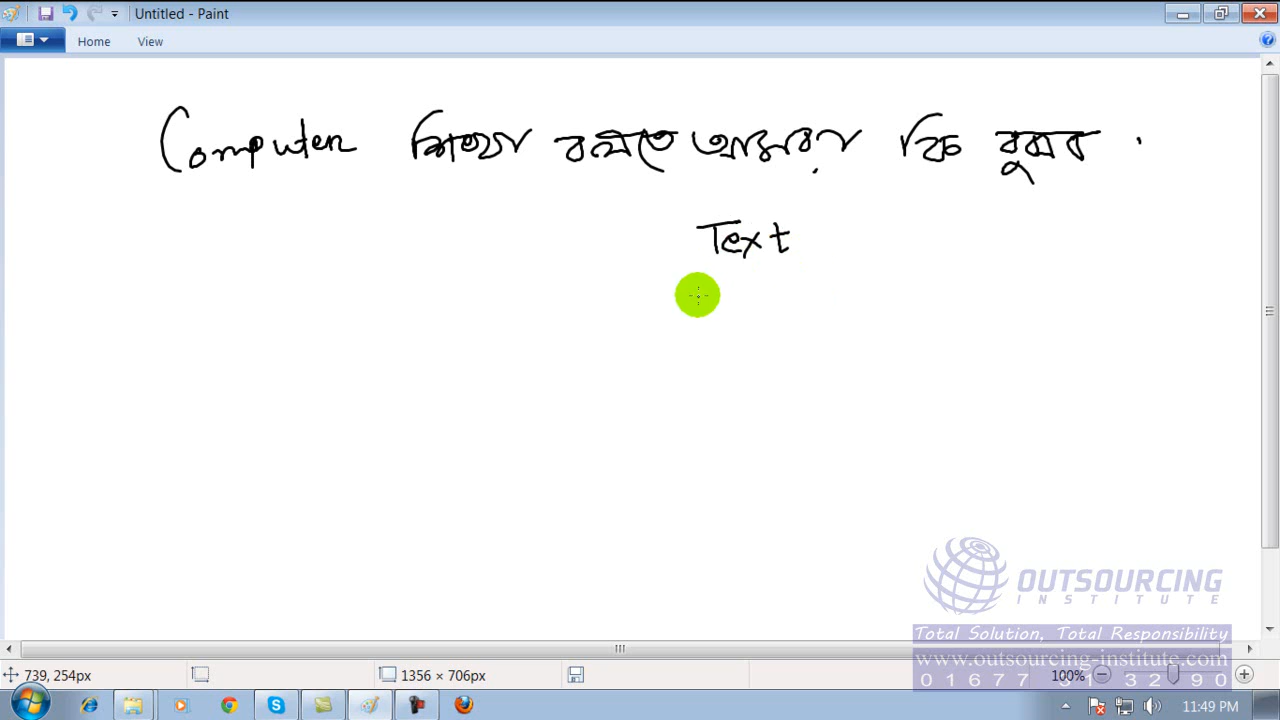 Untitled - Paint
Home View
Computer শিখতে বলতে আমরা কি বুঝব .
Text
OUTSOURCING
INSTITUTE
Total Solution, Total Responsibility
www.outsourcing-institute.com
739, 254px
1356 × 706px
100%
11:49 PM